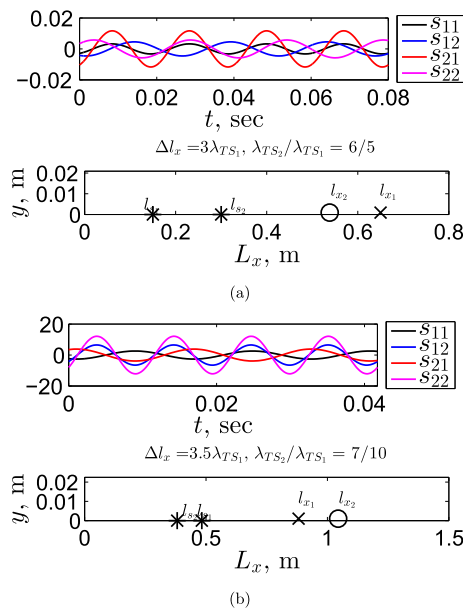 0.02
0
−0.02
0 0.02 0.04 0.06 0.08
t, sec
s11
s12
s21
s22
Δlx =3λTS1, λTS2/λTS1 = 6/5
0.02
0.01
0
y, m
ls2
lx2
lx1
0 0.2 0.4 0.6 0.8
Lx, m
(a)
20
0
−20
0 0.02 0.04
t, sec
s11
s12
s21
s22
Δlx =3.5λTS1, λTS2/λTS1 = 7/10
0.02
0.01
0
y, m
lx1
lx2
0 0.5 1 1.5
Lx, m
(b)